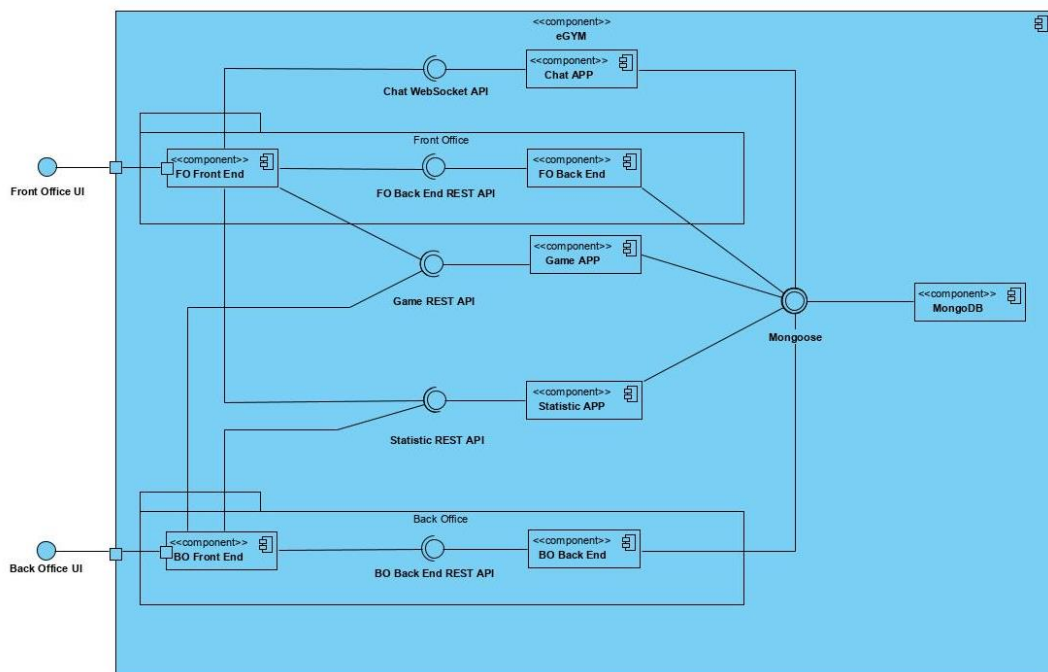 <<component>>
eGYM
<<component>>
Chat APP
Chat WebSocket API
Front Office
<<component>>
FO Front End
<<component>>
FO Back End
FO Back End REST API
Front Office UI
<<component>>
Game APP
Game REST API
<<component>>
MongoDB
Mongoose
<<component>>
Statistic APP
Statistic REST API
Back Office
<<component>>
BO Front End
<<component>>
BO Back End
BO Back End REST API
Back Office UI